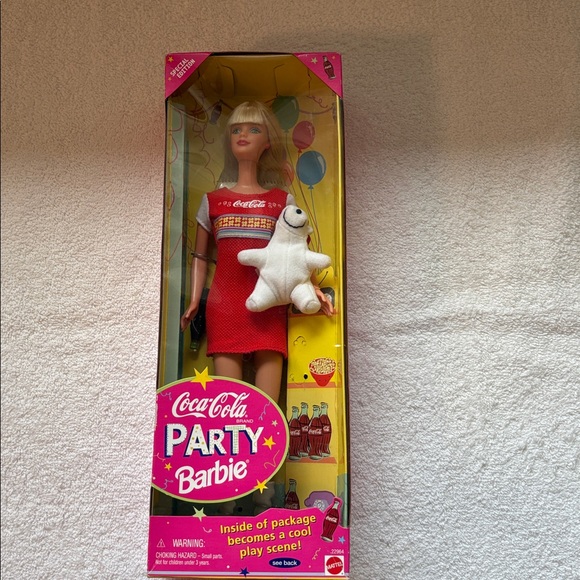 SPECIAL
EDITION
Coca-Cola
Coca-Cola
BRAND
PARTY
Barbie
Inside of package
becomes a cool
play scene!
see back
⚠ WARNING:
CHOKING HAZARD – Small parts.
Not for children under 3 years.
22964
MATTEL